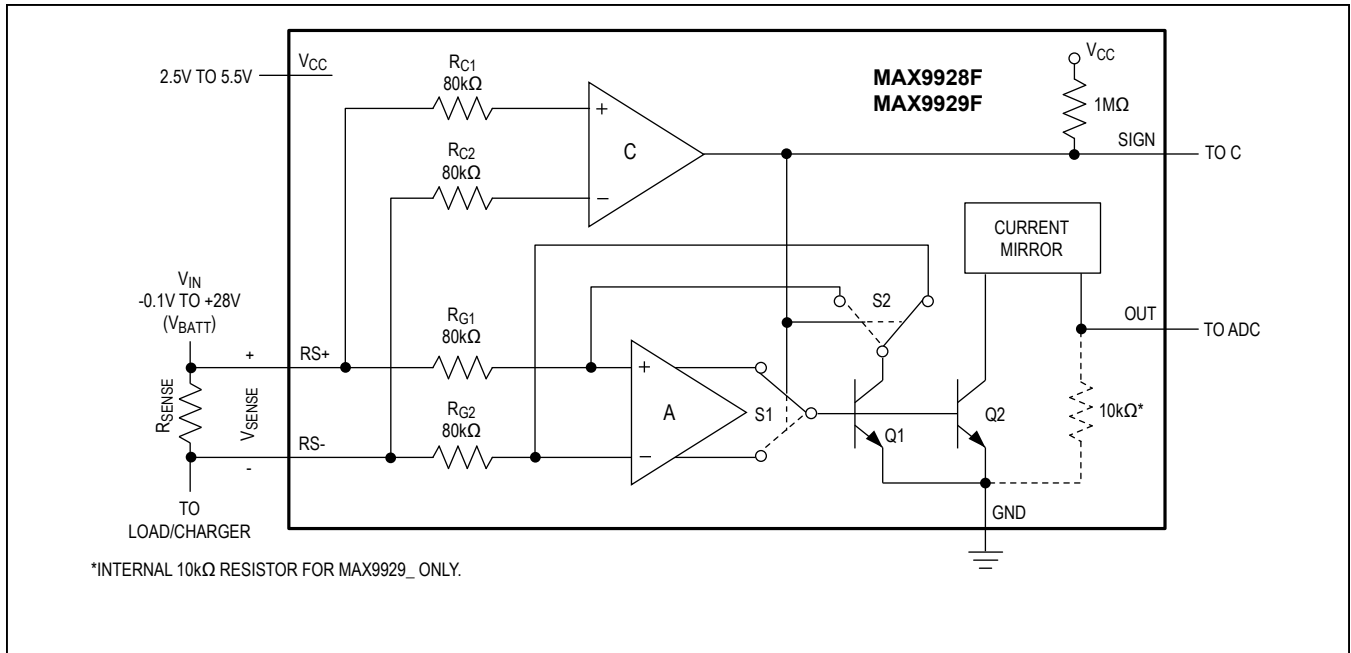 2.5V TO 5.5V
VCC
RC1
80kΩ
RC2
80kΩ
+
−
C
MAX9928F
MAX9929F
VCC
1MΩ
SIGN
TO C
CURRENT
MIRROR
VIN
-0.1V TO +28V
(VBATT)
RSENSE
+
VSENSE
-
RS+
RS-
RG1
80kΩ
RG2
80kΩ
+
−
A
S1
S2
Q1
Q2
OUT
TO ADC
10kΩ*
GND
TO
LOAD/CHARGER
*INTERNAL 10kΩ RESISTOR FOR MAX9929_ ONLY.